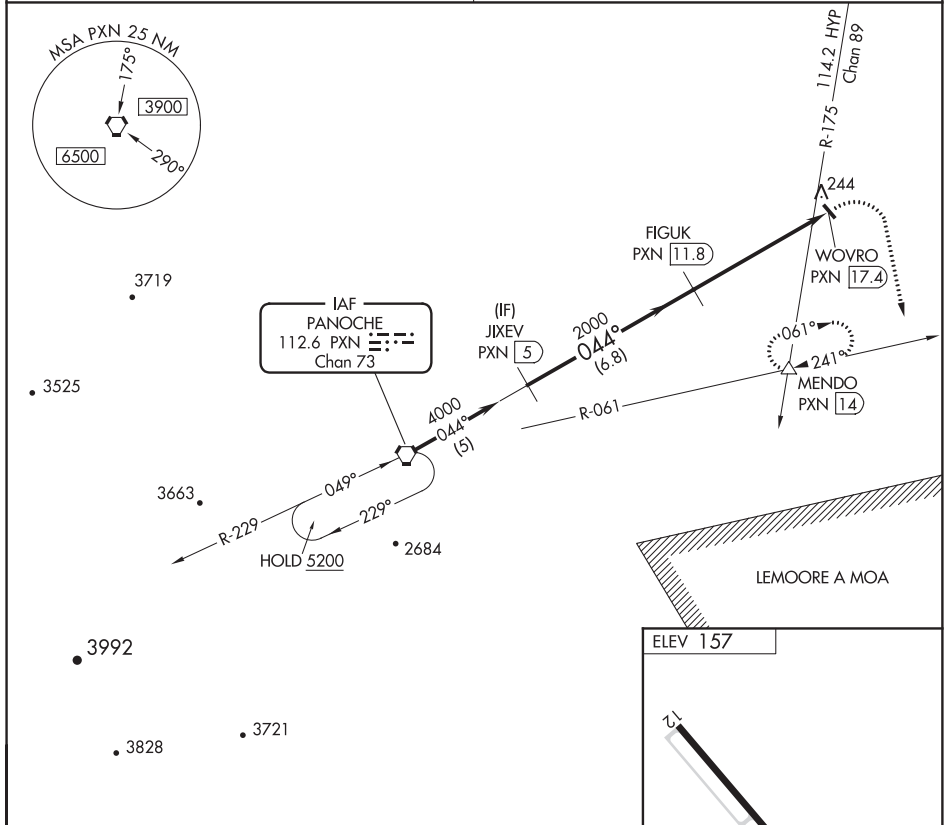 MSA PXN 25 NM
175°
3900
6500
290°
114.2 HYP
Chan 89
R-175
244
FIGUK
PXN 11.8
WOVRO
PXN 17.4
3719
IAF
PANOCHE
112.6 PXN
Chan 73
(IF)
JIXEV
PXN 5
2000
044°
(6.8)
061°
241°
MENDO
PXN 14
3525
4000
044°
(5)
R-061
3663
049°
229°
R-229
HOLD 5200
2684
LEMOORE A MOA
3992
ELEV 157
12
3721
3828